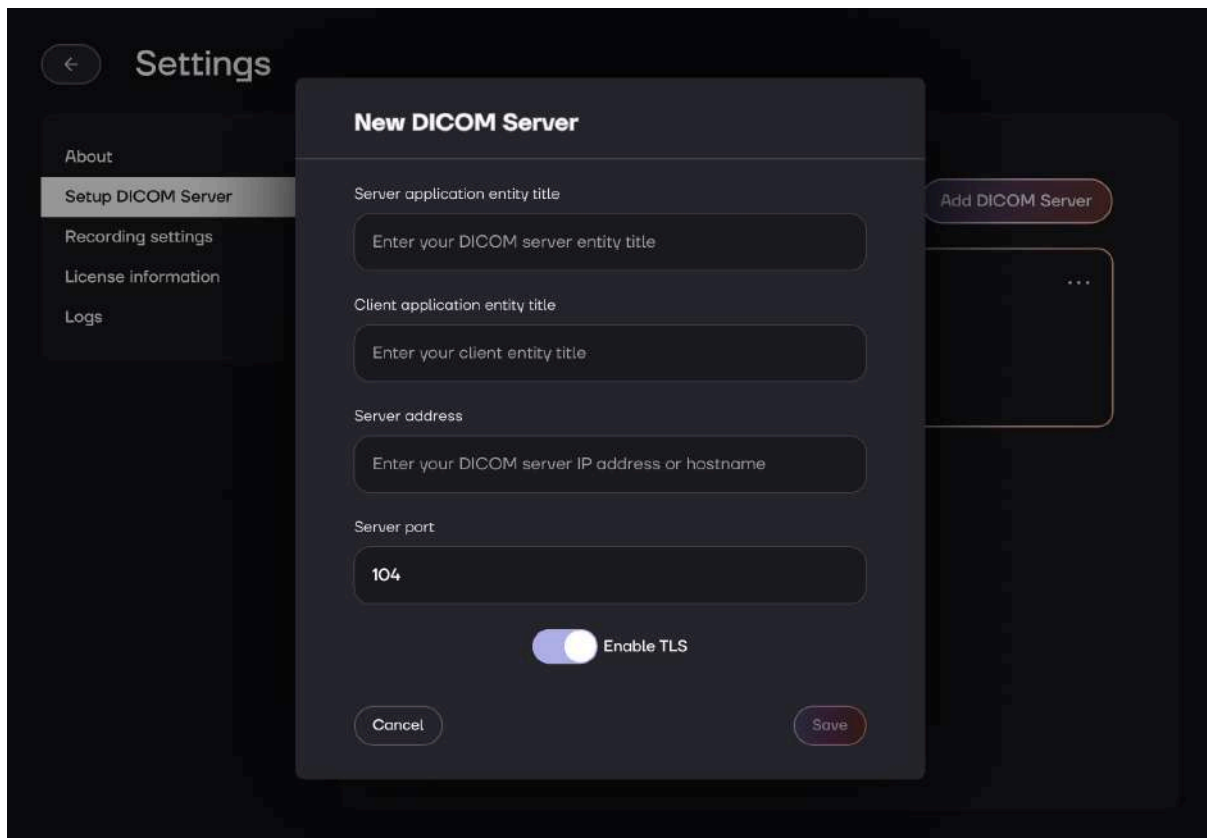 Settings
About
Setup DICOM Server
Recording settings
License information
Logs
Add DICOM Server
...
New DICOM Server
Server application entity title
Enter your DICOM server entity title
Client application entity title
Enter your client entity title
Server address
Enter your DICOM server IP address or hostname
Server port
104
Enable TLS
Cancel
Save